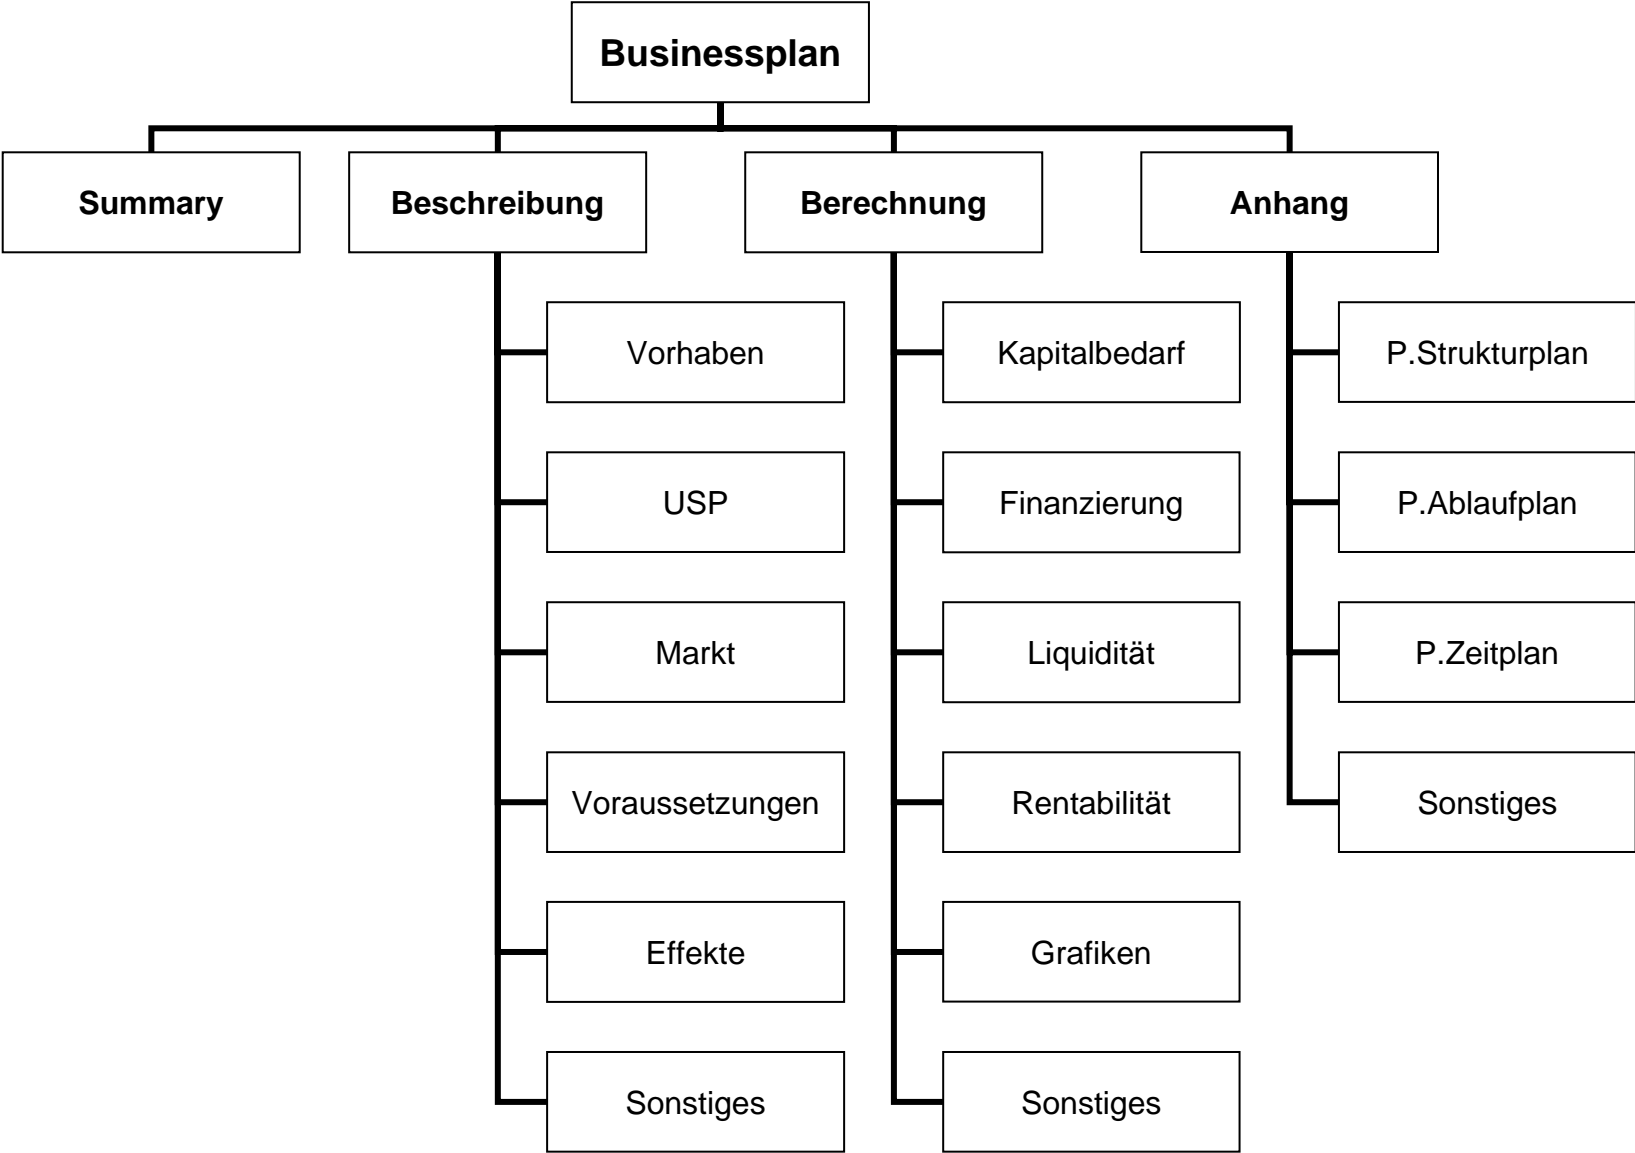 Businessplan
Summary
Beschreibung
Berechnung
Anhang
Vorhaben
USP
Markt
Voraussetzungen
Effekte
Sonstiges
Kapitalbedarf
Finanzierung
Liquidität
Rentabilität
Grafiken
Sonstiges
P.Strukturplan
P.Ablaufplan
P.Zeitplan
Sonstiges